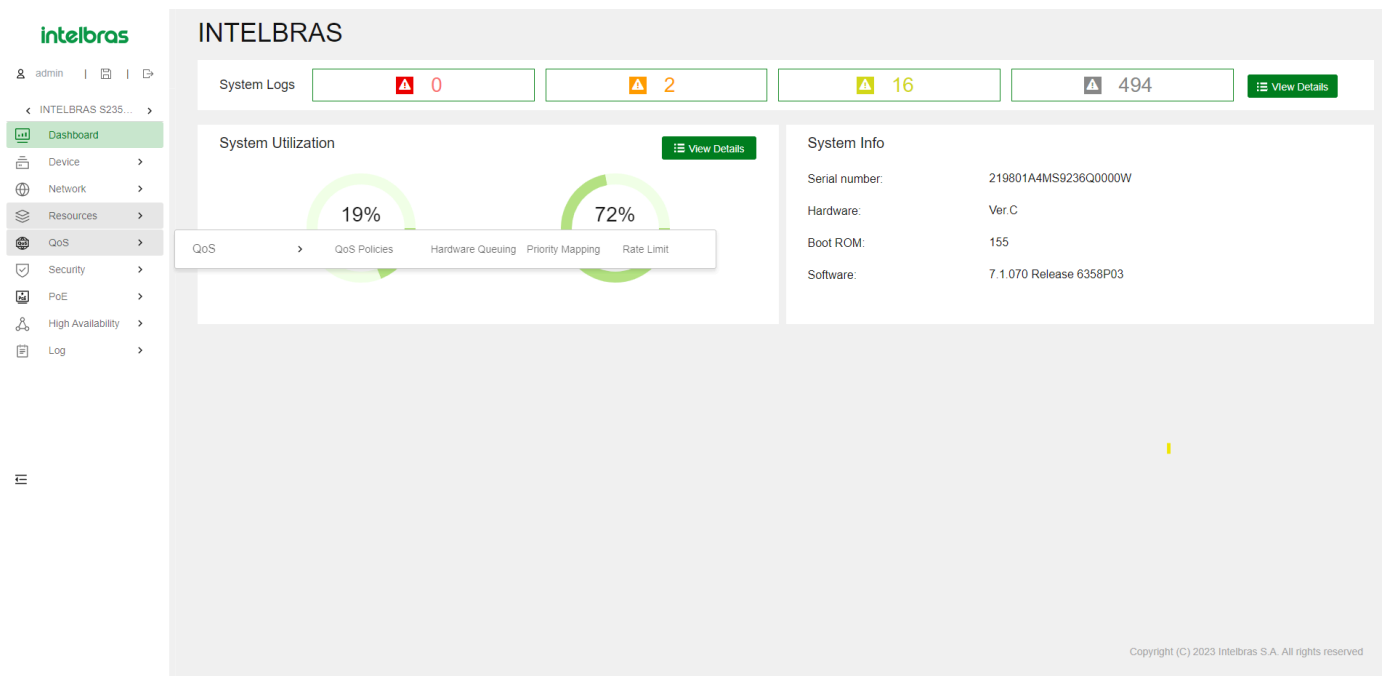 intelbras
INTELBRAS
admin | |
System Logs 0 2 16 494 View Details
INTELBRAS S235...
Dashboard
Device
Network
Resources
QoS
Security
PoE
High Availability
Log
System Utilization View Details
19% 72%
QoS QoS Policies Hardware Queuing Priority Mapping Rate Limit
System Info
Serial number: 219801A4MS9236Q0000W
Hardware: Ver.C
Boot ROM: 155
Software: 7.1.070 Release 6358P03
Copyright (C) 2023 Intelbras S.A. All rights reserved